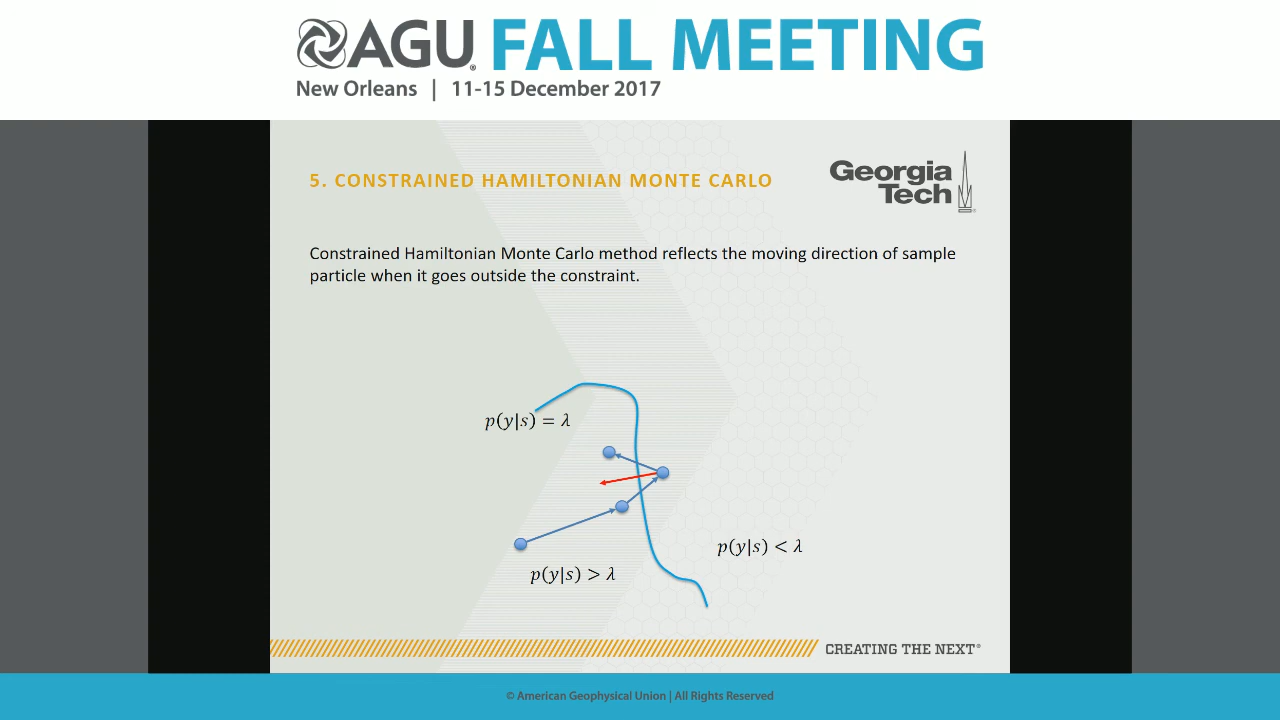 AGU® FALL MEETING
New Orleans | 11-15 December 2017
5. CONSTRAINED HAMILTONIAN MONTE CARLO
Georgia
Tech®
Constrained Hamiltonian Monte Carlo method reflects the moving direction of sample
particle when it goes outside the constraint.
p(y|s) = λ
p(y|s) < λ
p(y|s) > λ
CREATING THE NEXT®
© American Geophysical Union | All Rights Reserved